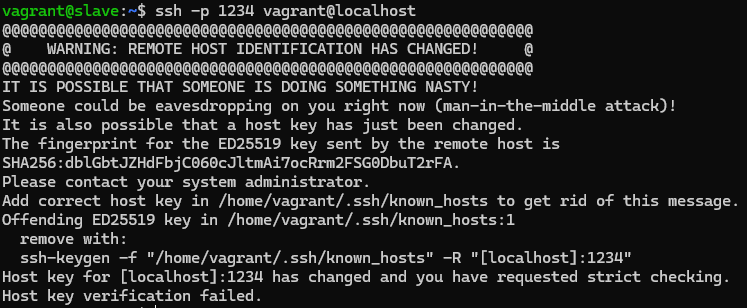 vagrant@slave:~$ ssh -p 1234 vagrant@localhost
@@@@@@@@@@@@@@@@@@@@@@@@@@@@@@@@@@@@@@@@@@@@@@@@@@@@@@@@@@@
@    WARNING: REMOTE HOST IDENTIFICATION HAS CHANGED!     @
@@@@@@@@@@@@@@@@@@@@@@@@@@@@@@@@@@@@@@@@@@@@@@@@@@@@@@@@@@@
IT IS POSSIBLE THAT SOMEONE IS DOING SOMETHING NASTY!
Someone could be eavesdropping on you right now (man-in-the-middle attack)!
It is also possible that a host key has just been changed.
The fingerprint for the ED25519 key sent by the remote host is
SHA256:dblGbtJZHdFbjC060cJltmAi7ocRrm2FSG0DbuT2rFA.
Please contact your system administrator.
Add correct host key in /home/vagrant/.ssh/known_hosts to get rid of this message.
Offending ED25519 key in /home/vagrant/.ssh/known_hosts:1
  remove with:
  ssh-keygen -f "/home/vagrant/.ssh/known_hosts" -R "[localhost]:1234"
Host key for [localhost]:1234 has changed and you have requested strict checking.
Host key verification failed.